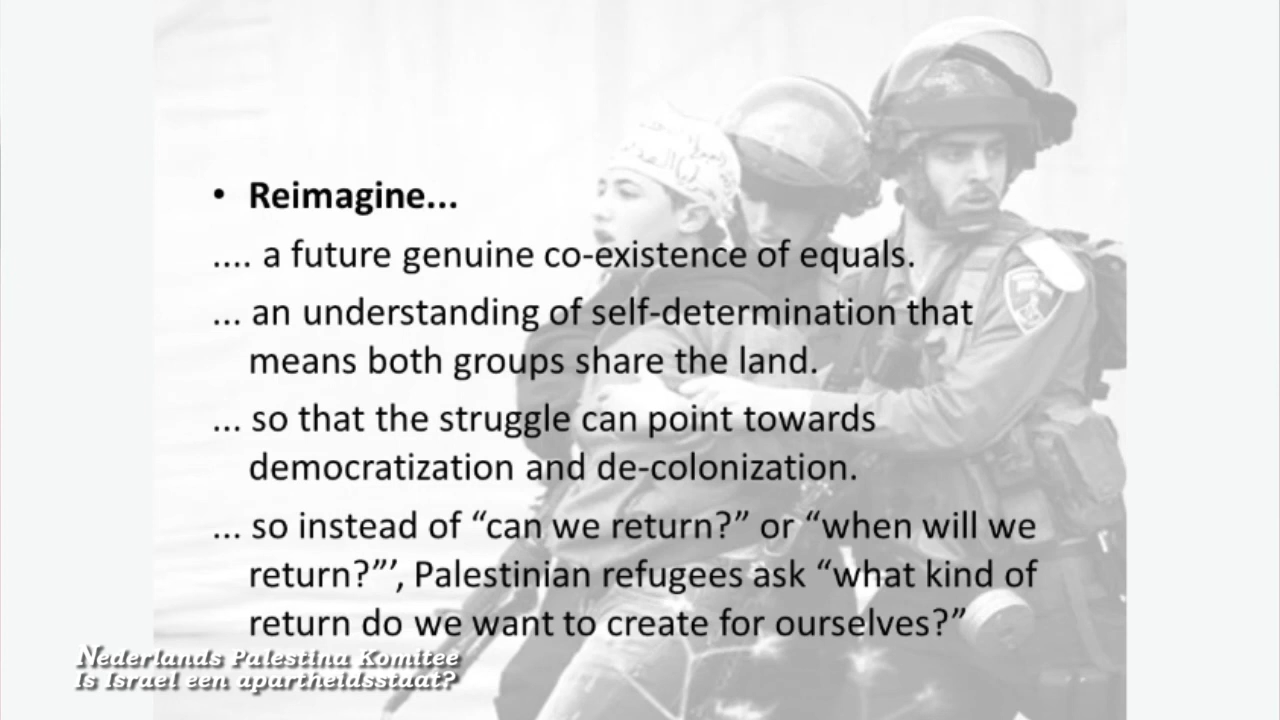 • Reimagine...
.... a future genuine co-existence of equals.
... an understanding of self-determination that
means both groups share the land.
... so that the struggle can point towards
democratization and de-colonization.
... so instead of “can we return?” or “when will we
return?”’, Palestinian refugees ask “what kind of
return do we want to create for ourselves?”
Nederlands Palestina Komitee
Is Israel een apartheidsstaat?